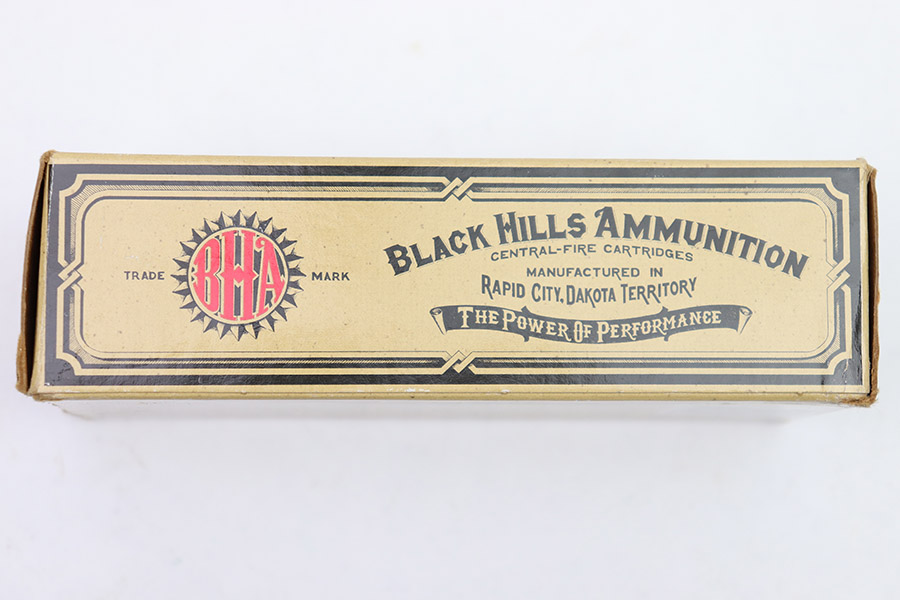 TRADE BHA MARK
BLACK HILLS AMMUNITION
CENTRAL-FIRE CARTRIDGES
MANUFACTURED IN
RAPID CITY, DAKOTA TERRITORY
THE POWER OF PERFORMANCE